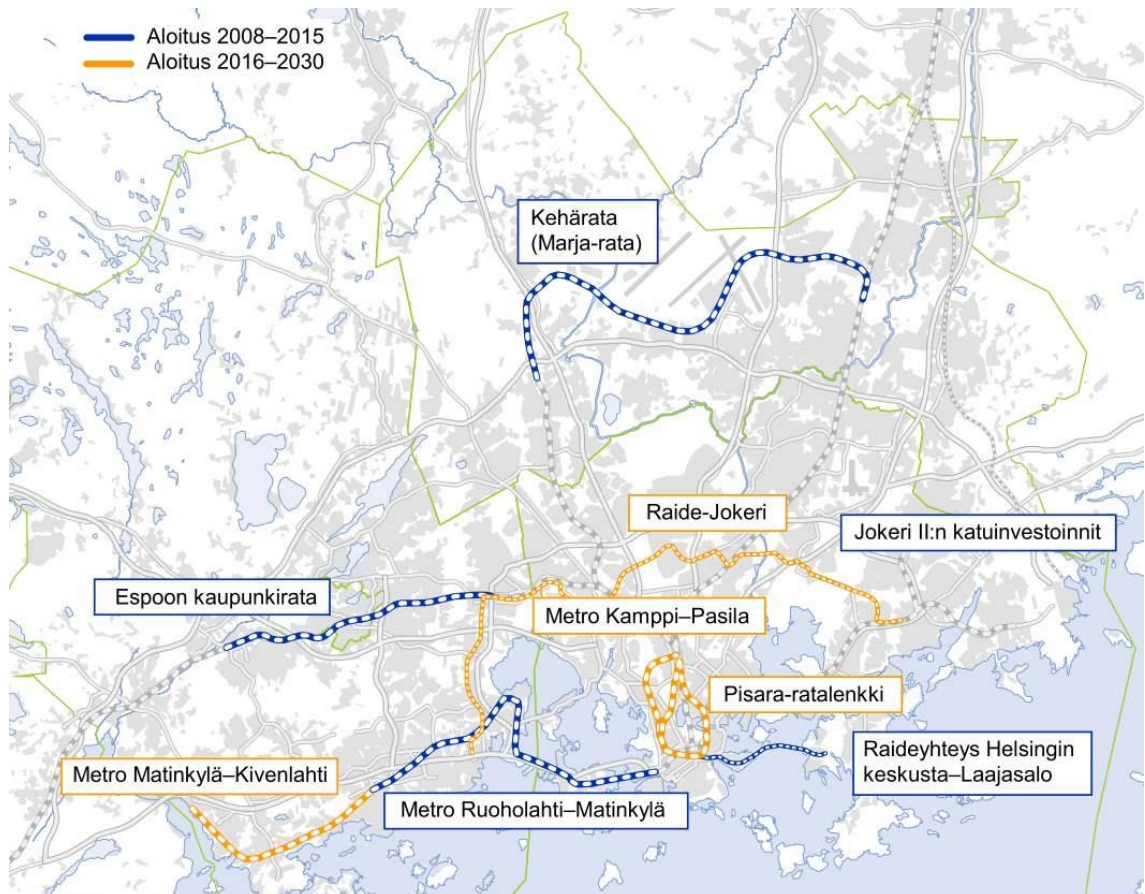 Aloitus 2008–2015
Aloitus 2016–2030
Kehärata
(Marja-rata)
Raide-Jokeri
Jokeri II:n katuinvestoinnit
Espoon kaupunkirata
Metro Kamppi–Pasila
Pisara-ratalenkki
Raideyhteys Helsingin
keskusta–Laajasalo
Metro Matinkylä–Kivenlahti
Metro Ruoholahti–Matinkylä